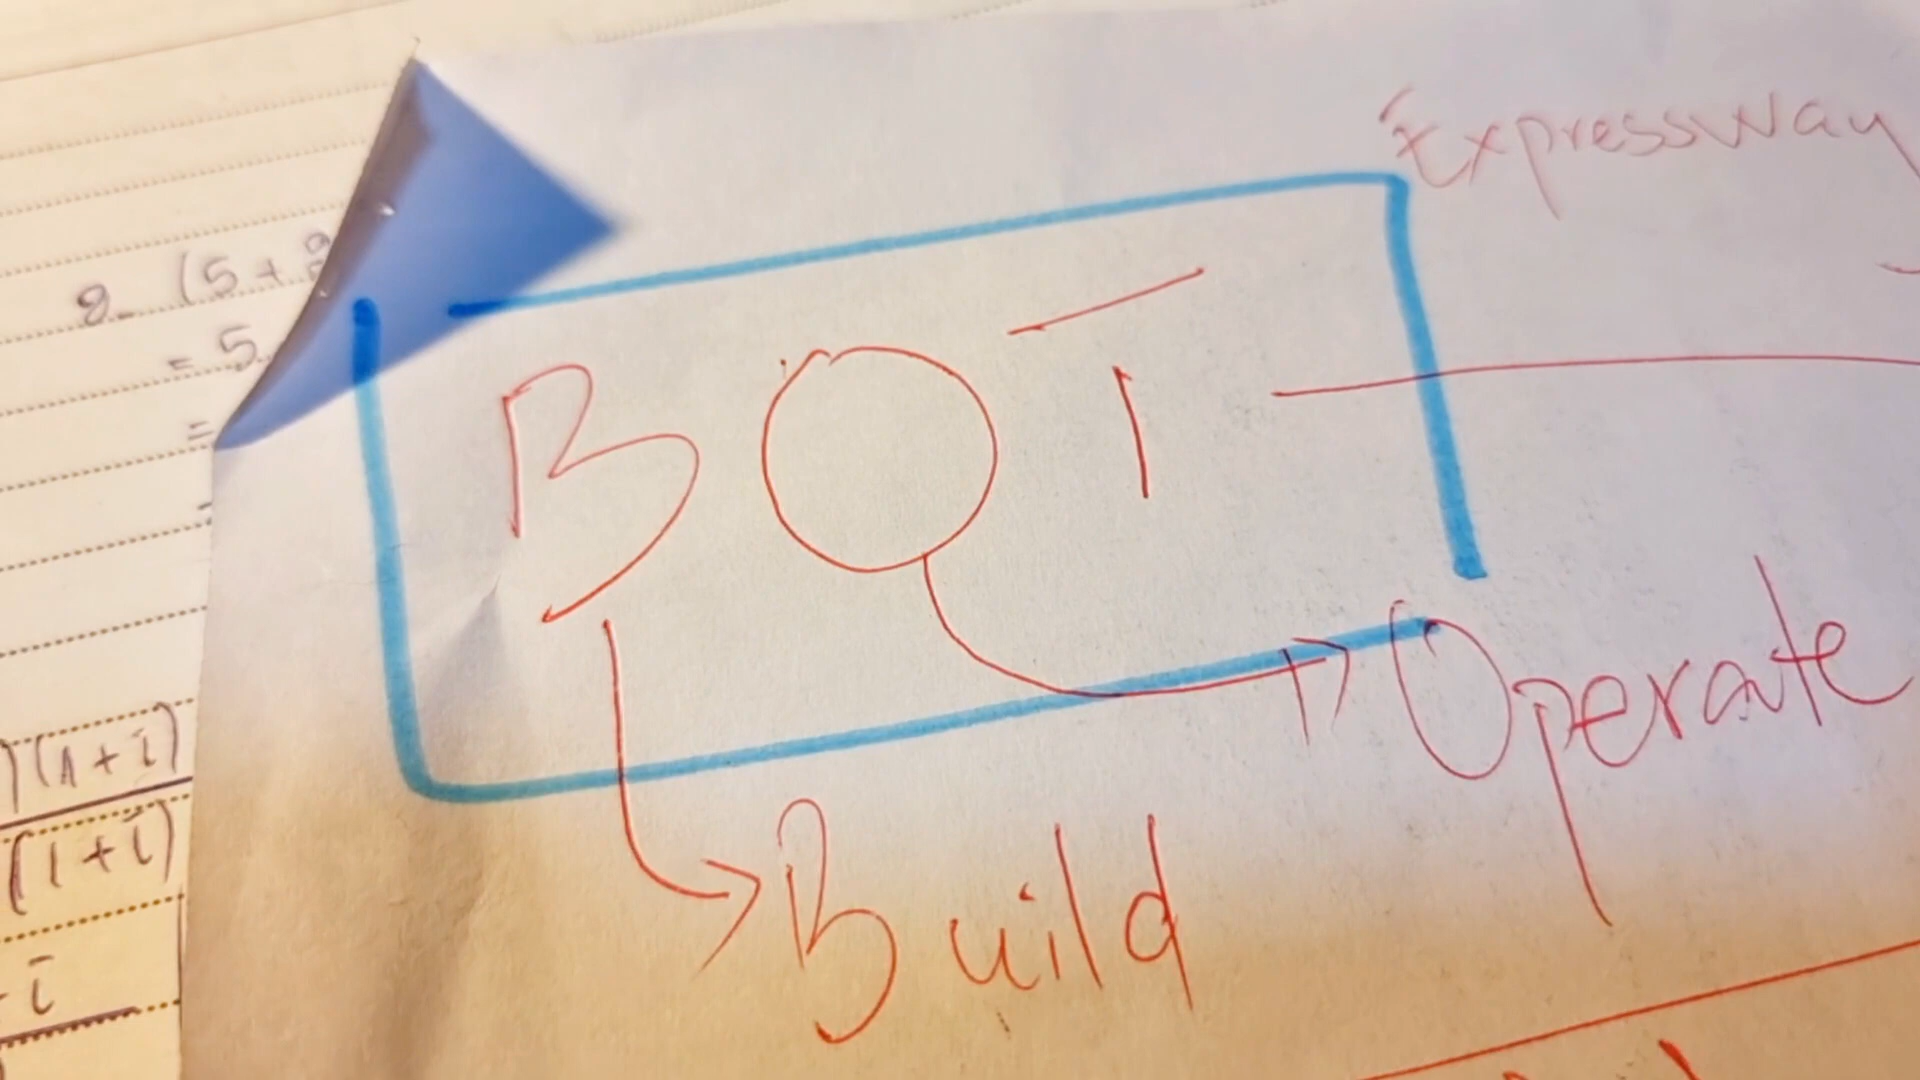 Expressway
BOT
Operate
Build
8. (5 +
= 5
=
)(1+i)
(1+i)
i